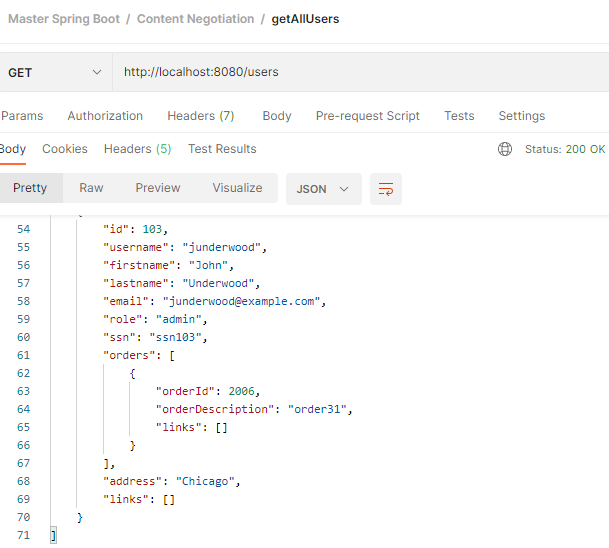 Master Spring Boot / Content Negotiation / getAllUsers
GET http://localhost:8080/users
Params Authorization Headers (7) Body Pre-request Script Tests Settings
Body Cookies Headers (5) Test Results Status: 200 OK
Pretty Raw Preview Visualize JSON
54 "id": 103,
55 "username": "junderwood",
56 "firstname": "John",
57 "lastname": "Underwood",
58 "email": "junderwood@example.com",
59 "role": "admin",
60 "ssn": "ssn103",
61 "orders": [
62 {
63 "orderId": 2006,
64 "orderDescription": "order31",
65 "links": []
66 }
67 ],
68 "address": "Chicago",
69 "links": []
70 }
71 ]